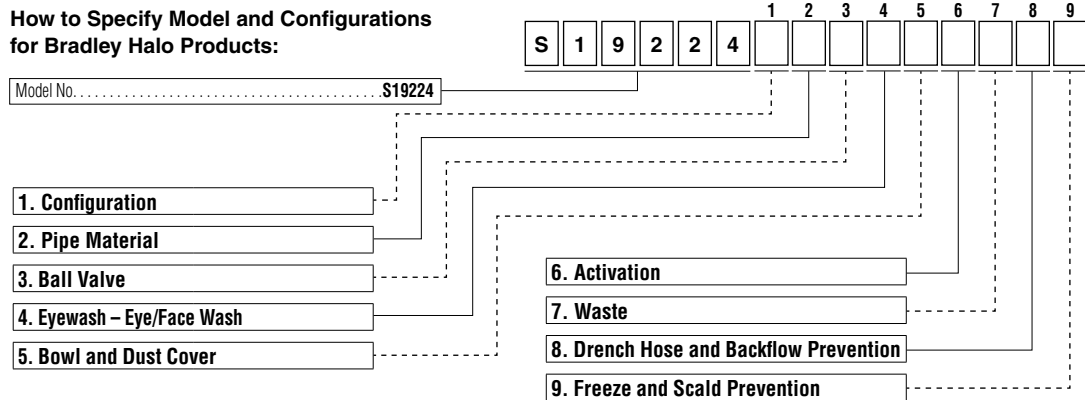 How to Specify Model and Configurations
for Bradley Halo Products:
1 2 3 4 5 6 7 8 9
S 1 9 2 2 4
Model No. . . . . . . . . . . . . . . . . . . . . . . . . . . . . . . . . . . . . . . . . . .S19224
1. Configuration
2. Pipe Material
3. Ball Valve
4. Eyewash – Eye/Face Wash
5. Bowl and Dust Cover
6. Activation
7. Waste
8. Drench Hose and Backflow Prevention
9. Freeze and Scald Prevention